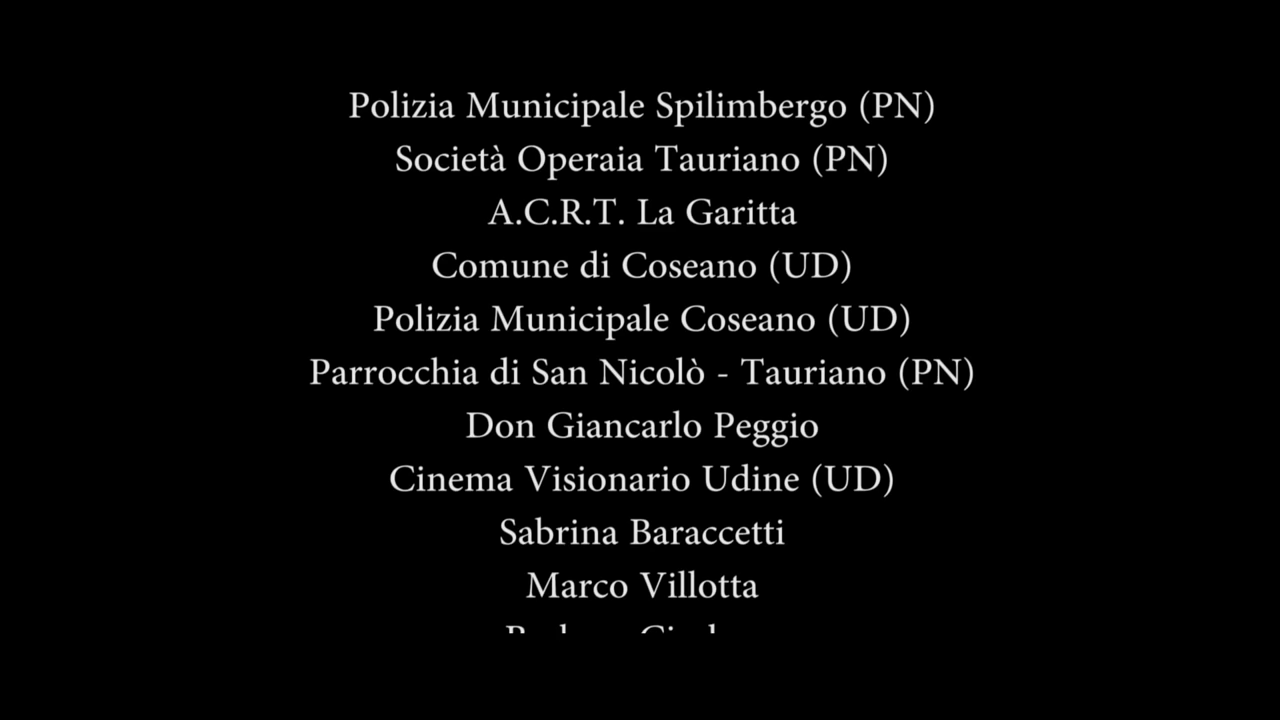 Polizia Municipale Spilimbergo (PN)
Società Operaia Tauriano (PN)
A.C.R.T. La Garitta
Comune di Coseano (UD)
Polizia Municipale Coseano (UD)
Parrocchia di San Nicolò - Tauriano (PN)
Don Giancarlo Peggio
Cinema Visionario Udine (UD)
Sabrina Baraccetti
Marco Villotta